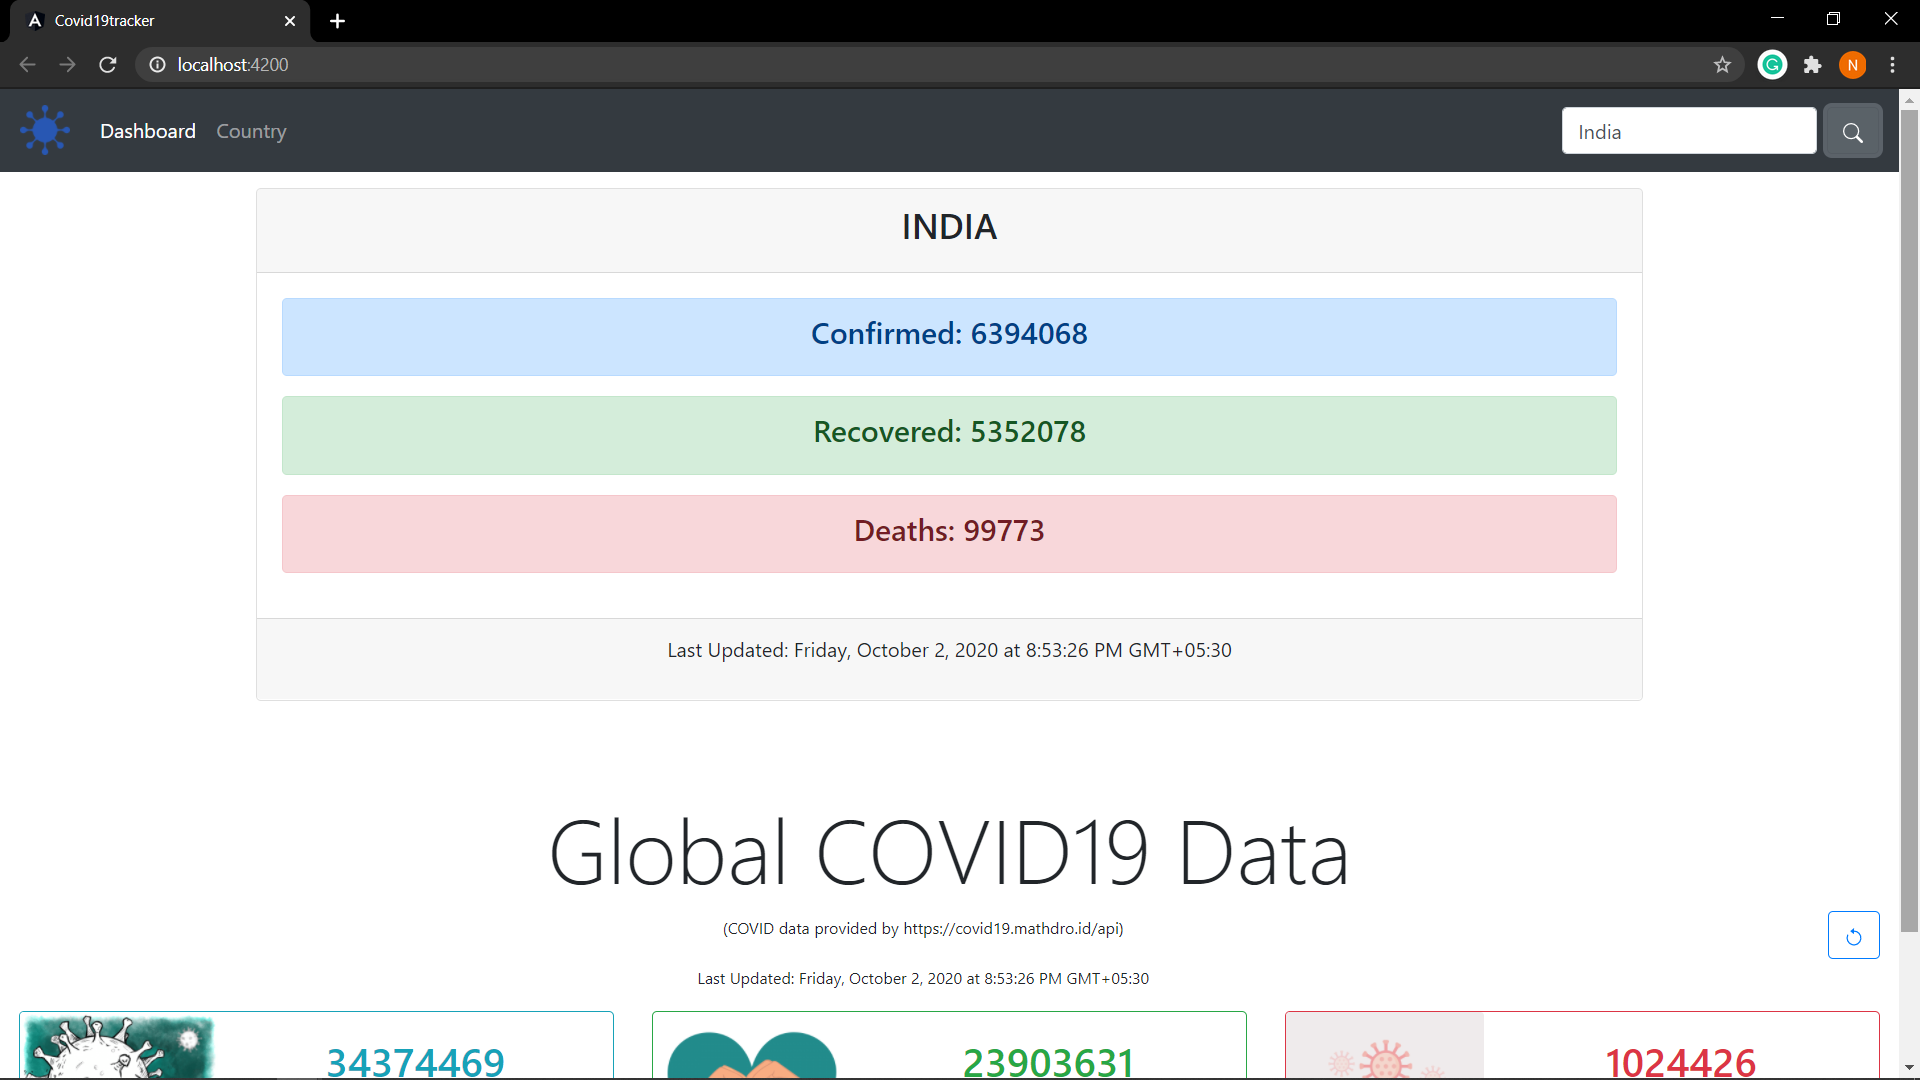 Covid19tracker
localhost:4200
N
Dashboard Country
India
INDIA
Confirmed: 6394068
Recovered: 5352078
Deaths: 99773
Last Updated: Friday, October 2, 2020 at 8:53:26 PM GMT+05:30
Global COVID19 Data
(COVID data provided by https://covid19.mathdro.id/api)
Last Updated: Friday, October 2, 2020 at 8:53:26 PM GMT+05:30
34374469 23903631 1024426